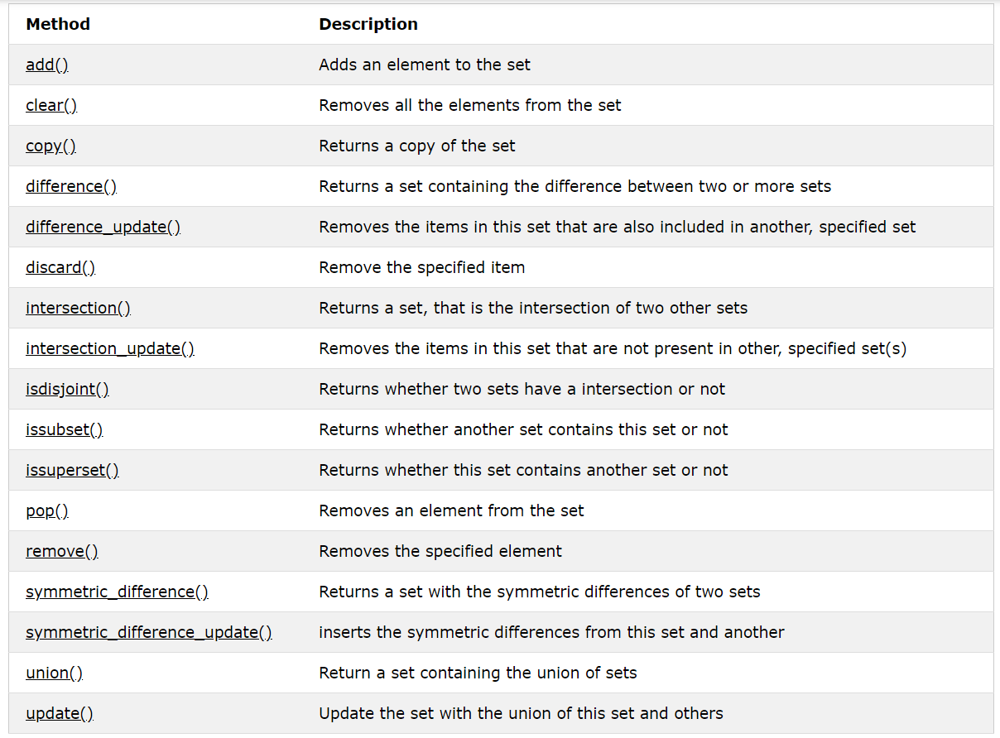 Method Description
add() Adds an element to the set
clear() Removes all the elements from the set
copy() Returns a copy of the set
difference() Returns a set containing the difference between two or more sets
difference_update() Removes the items in this set that are also included in another, specified set
discard() Remove the specified item
intersection() Returns a set, that is the intersection of two other sets
intersection_update() Removes the items in this set that are not present in other, specified set(s)
isdisjoint() Returns whether two sets have a intersection or not
issubset() Returns whether another set contains this set or not
issuperset() Returns whether this set contains another set or not
pop() Removes an element from the set
remove() Removes the specified element
symmetric_difference() Returns a set with the symmetric differences of two sets
symmetric_difference_update() inserts the symmetric differences from this set and another
union() Return a set containing the union of sets
update() Update the set with the union of this set and others